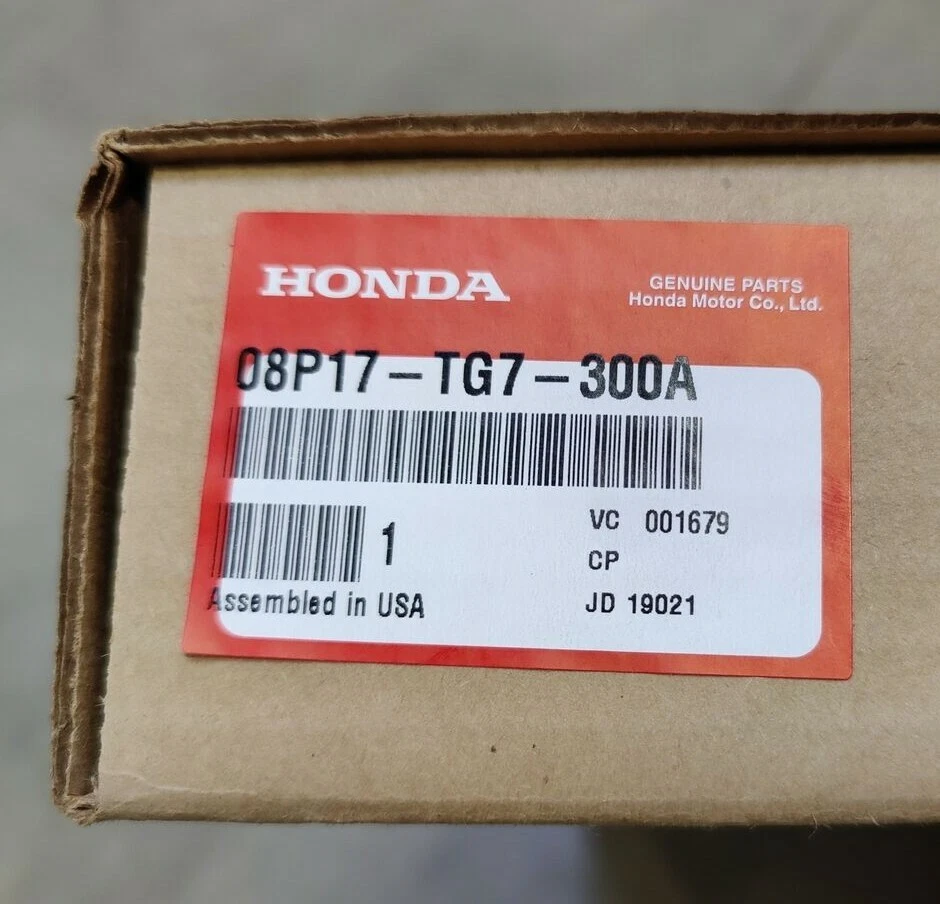 HONDA
GENUINE PARTS
Honda Motor Co., Ltd.
08P17-TG7-300A
1
VC 001679
CP
Assembled in USA
JD 19021